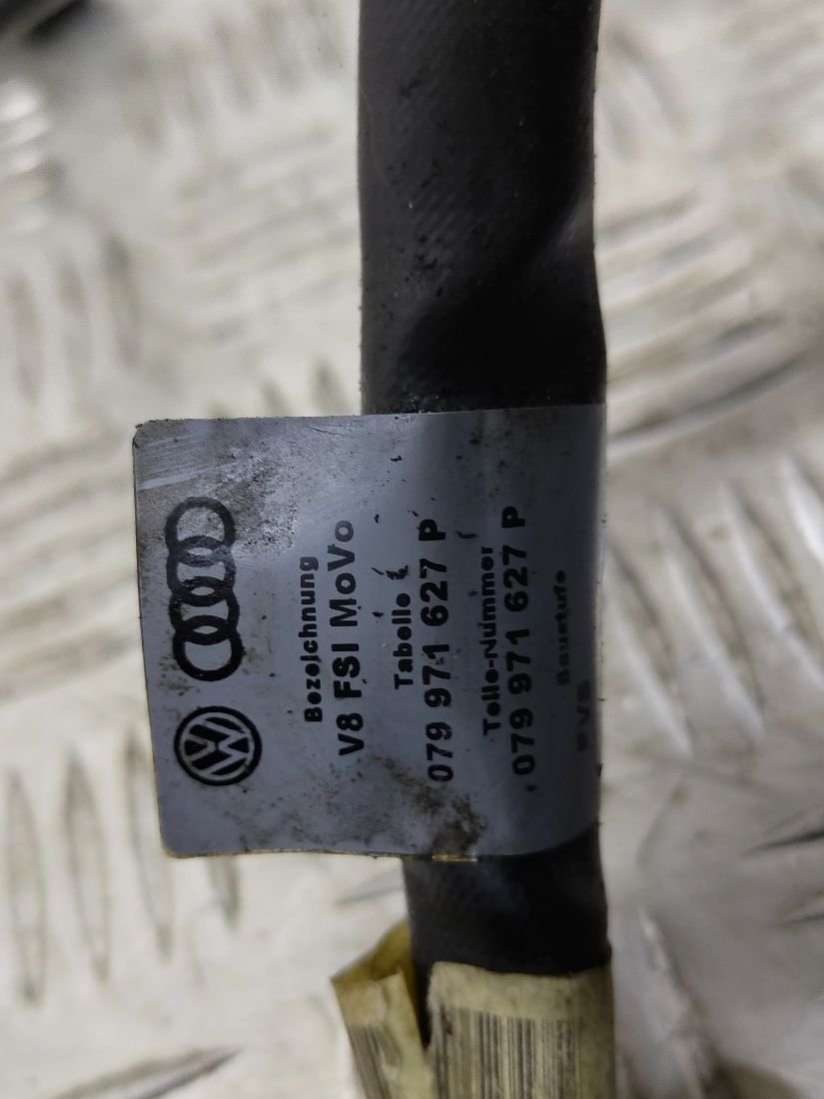 Bezeichnung
V8 FSI MoVo
Tabelle
079 971 627 P
Teile-Nummer
079 971 627 P
Baustufe